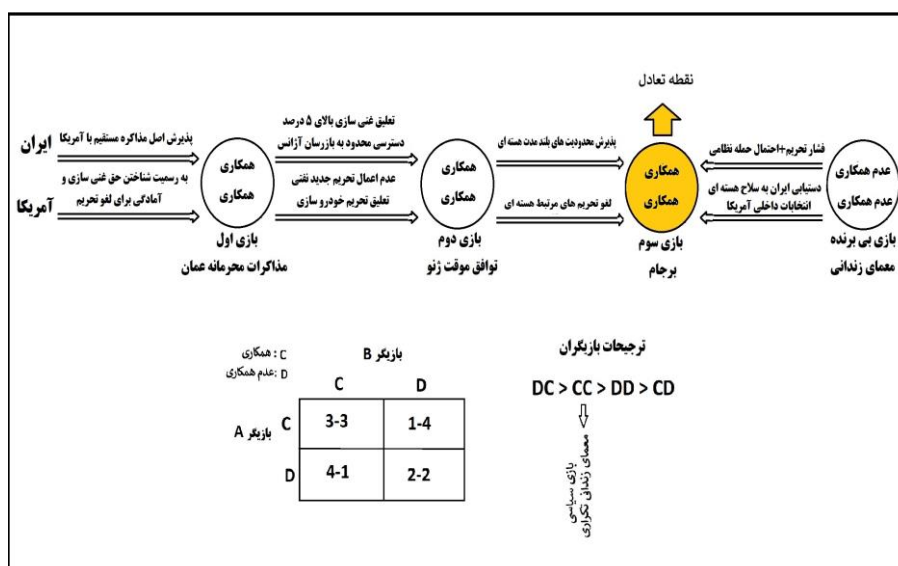 نقطه تعادل
ایران
پذیرش اصل مذاکره مستقیم با آمریکا
آمریکا
به رسمیت شناختن حق غنی سازی و
آمادگی برای لغو تحریم
همکاری
همکاری
بازی اول
مذاکرات محرمانه عمان
تعلیق غنی سازی بالای ۵ درصد
دسترسی محدود به بازرسان آژانس
عدم اعمال تحریم جدید نفتی
تعلیق تحریم خودرو سازی
همکاری
همکاری
بازی دوم
توافق موقت ژنو
پذیرش محدودیت های بلند مدت هسته ای
لغو تحریم های مرتبط هسته ای
همکاری
همکاری
بازی سوم
برجام
فشار تحریم+احتمال حمله نظامی
دستیابی ایران به سلاح هسته ای
انتخابات داخلی آمریکا
عدم همکاری
عدم همکاری
بازی بی برنده
معمای زندانی
C : همکاری
D :عدم همکاری
بازیگر B
C D
بازیگر A
C 3-3 1-4
D 4-1 2-2
ترجیحات بازیگران
DC > CC > DD > CD
بازی سیاسی
معمای زندانی تکراری